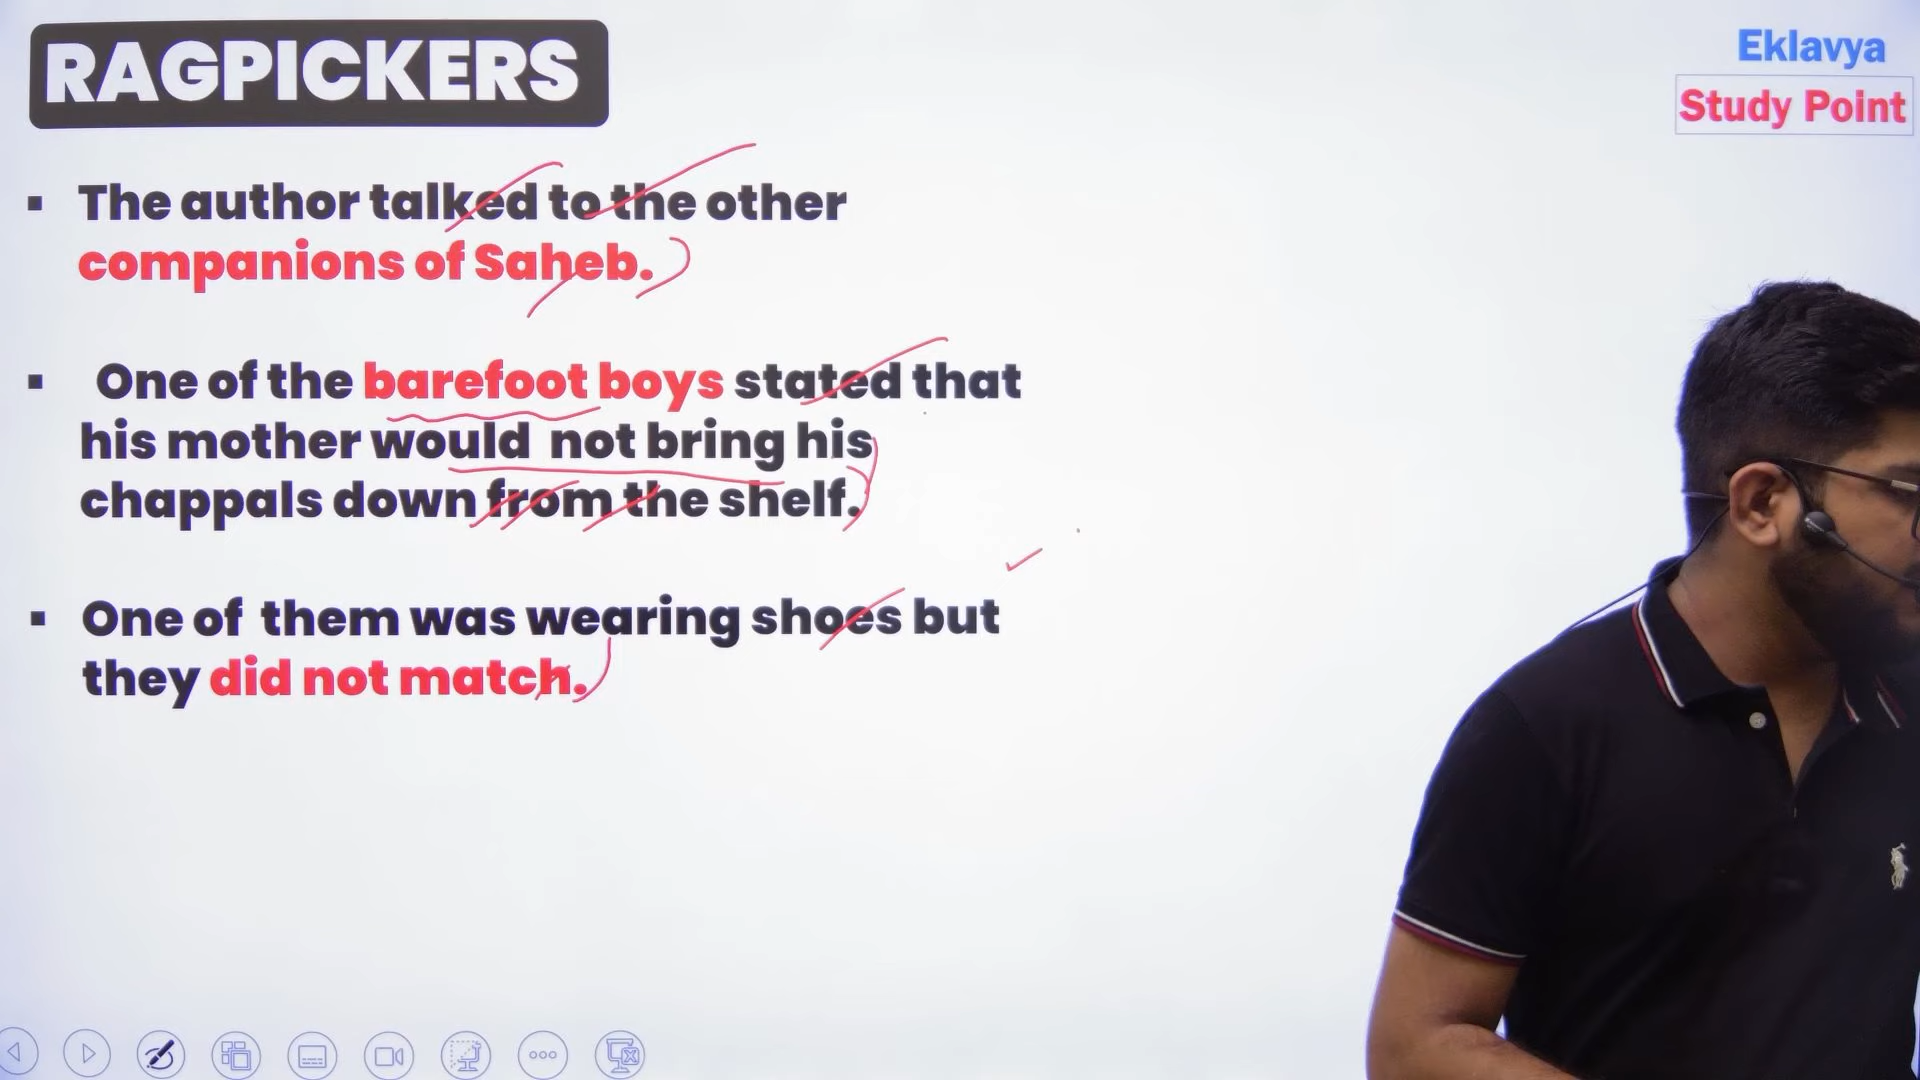 RAGPICKERS
Eklavya
Study Point
▪ The author talked to the other
companions of Saheb.
▪ One of the barefoot boys stated that
his mother would not bring his
chappals down from the shelf.
▪ One of them was wearing shoes but
they did not match.